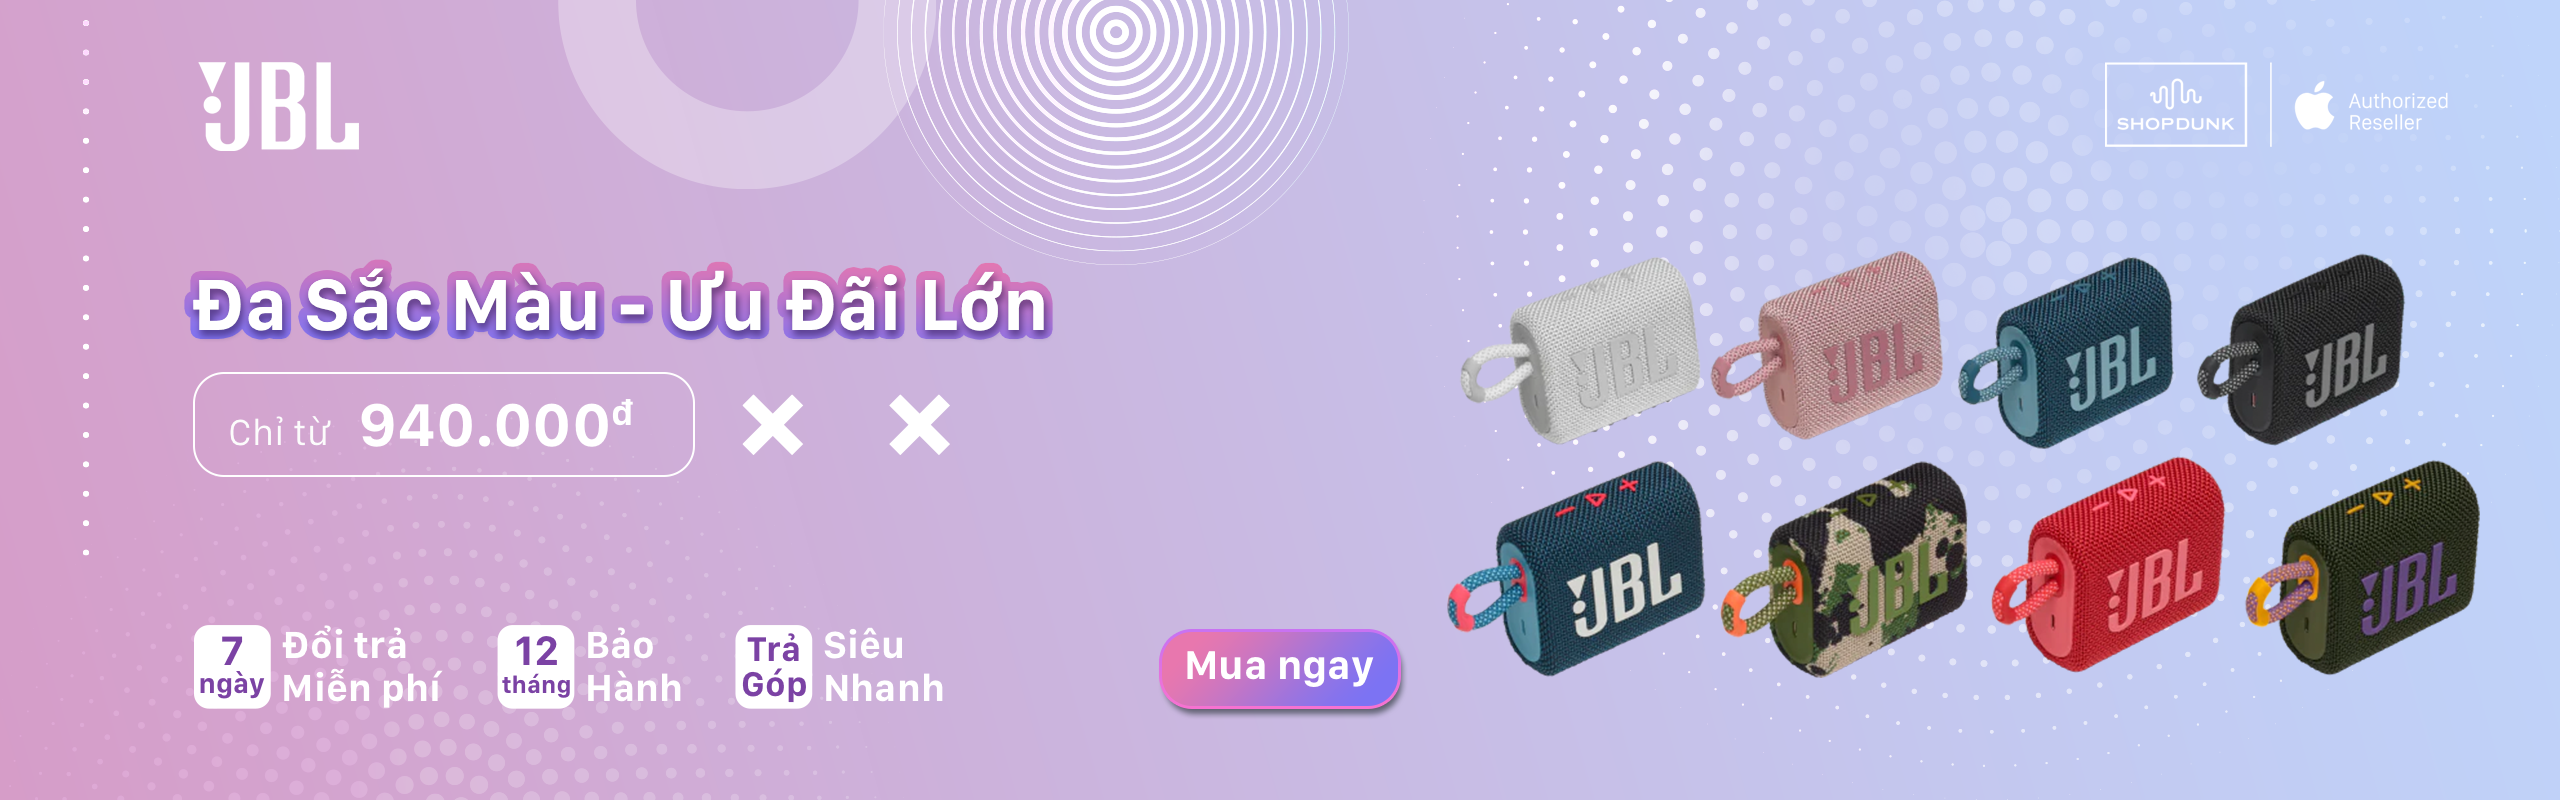 JBL
SHOPDUNK
Authorized
Reseller
Đa Sắc Màu - Ưu Đãi Lớn
Chỉ từ 940.000đ
JBL JBL JBL JBL
JBL JBL JBL JBL
7 ngày
Đổi trả
Miễn phí
12 tháng
Bảo
Hành
Trả Góp
Siêu
Nhanh
Mua ngay